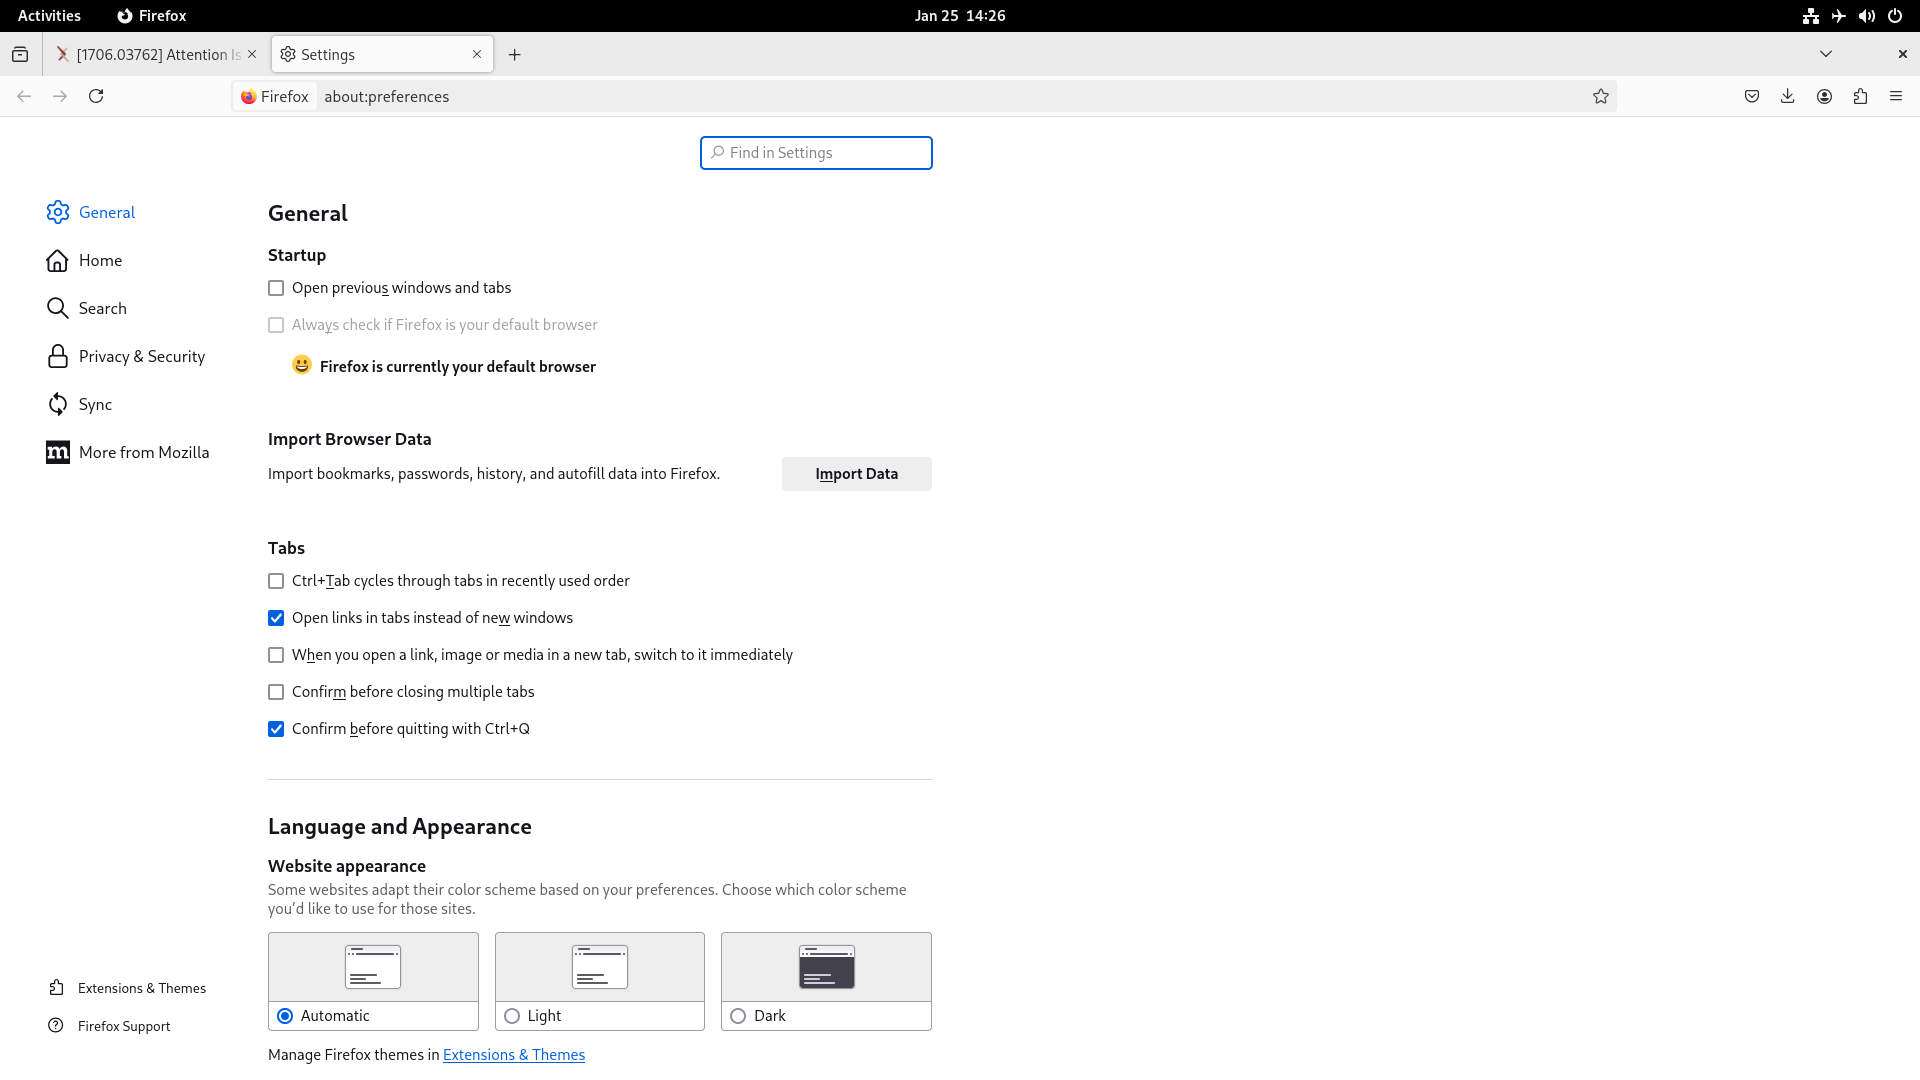 Activities
Firefox
Jan 25 14:26
[1706.03762] Attention Is
Settings
Firefox
about:preferences
Find in Settings
General
Home
Search
Privacy & Security
Sync
More from Mozilla
Extensions & Themes
Firefox Support
General
Startup
Open previous windows and tabs
Always check if Firefox is your default browser
Firefox is currently your default browser
Import Browser Data
Import bookmarks, passwords, history, and autofill data into Firefox.
Import Data
Tabs
Ctrl+Tab cycles through tabs in recently used order
Open links in tabs instead of new windows
When you open a link, image or media in a new tab, switch to it immediately
Confirm before closing multiple tabs
Confirm before quitting with Ctrl+Q
Language and Appearance
Website appearance
Some websites adapt their color scheme based on your preferences. Choose which color scheme
you’d like to use for those sites.
Automatic
Light
Dark
Manage Firefox themes in Extensions & Themes